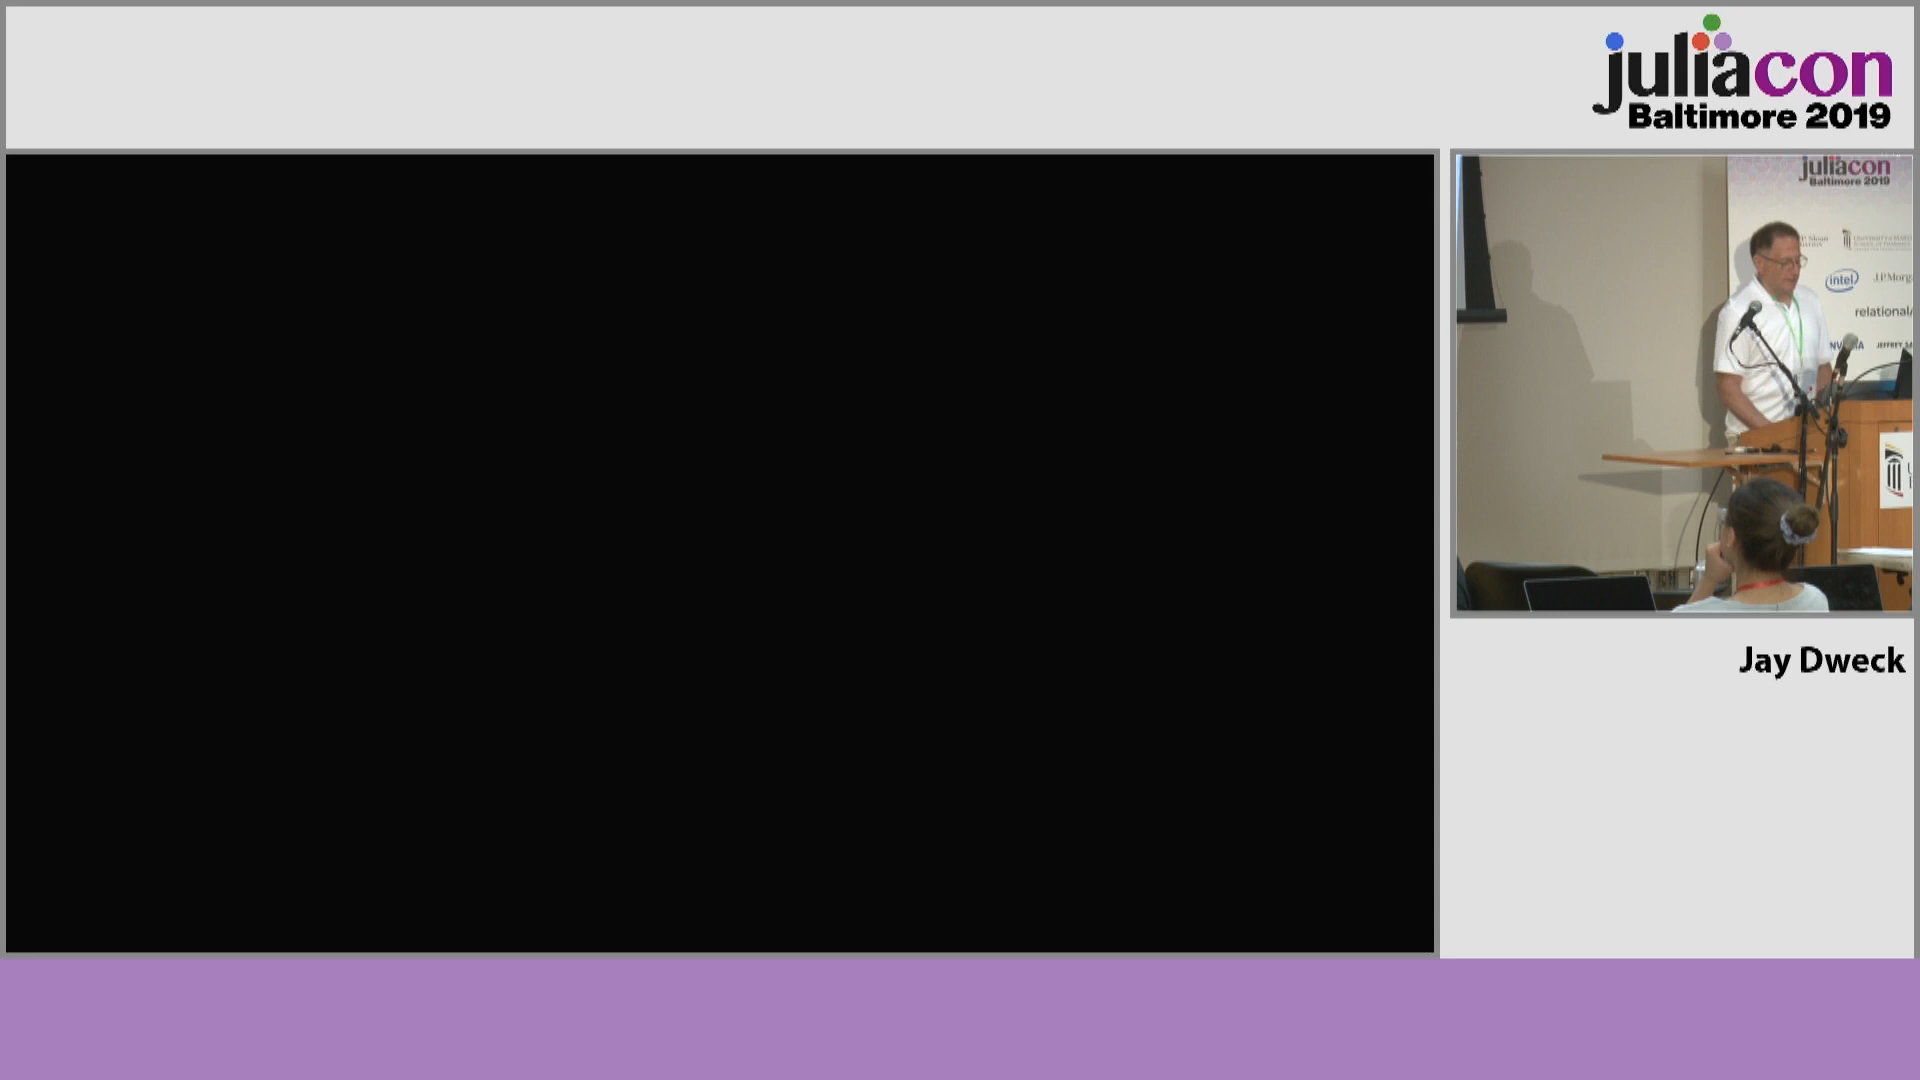 juliacon
Baltimore 2019
juliacon
Baltimore 2019
intel
J.P.Morg
relational
Jay Dweck